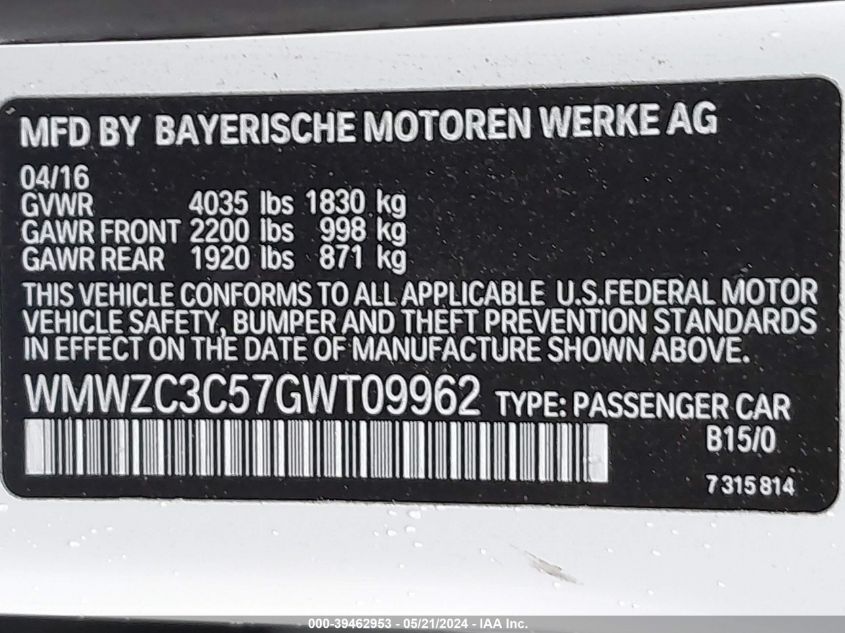 MFD BY BAYERISCHE MOTOREN WERKE AG
04/16
GVWR 4035 lbs 1830 kg
GAWR FRONT 2200 lbs 998 kg
GAWR REAR 1920 lbs 871 kg
THIS VEHICLE CONFORMS TO ALL APPLICABLE U.S.FEDERAL MOTOR
VEHICLE SAFETY, BUMPER AND THEFT PREVENTION STANDARDS
IN EFFECT ON THE DATE OF MANUFACTURE SHOWN ABOVE.
WMWZC3C57GWT09962 TYPE: PASSENGER CAR
B15/0
7 315 814
000-39462953 - 05/21/2024 - IAA Inc.